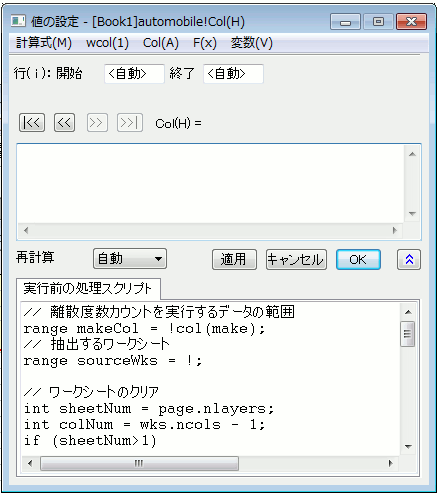 値の設定 - [Book1]automobile!Col(H)
計算式(M) wcol(1) Col(A) F(x) 変数(V)
行(i): 開始 <自動> 終了 <自動>
|<< << >> >>| Col(H) =
再計算 自動 適用 キャンセル OK
実行前の処理スクリプト
// 離散度数カウントを実行するデータの範囲
range makeCol = !col(make);
// 抽出するワークシート
range sourceWks = !;
// ワークシートのクリア
int sheetNum = page.nlayers;
int colNum = wks.ncols - 1;
if (sheetNum>1)